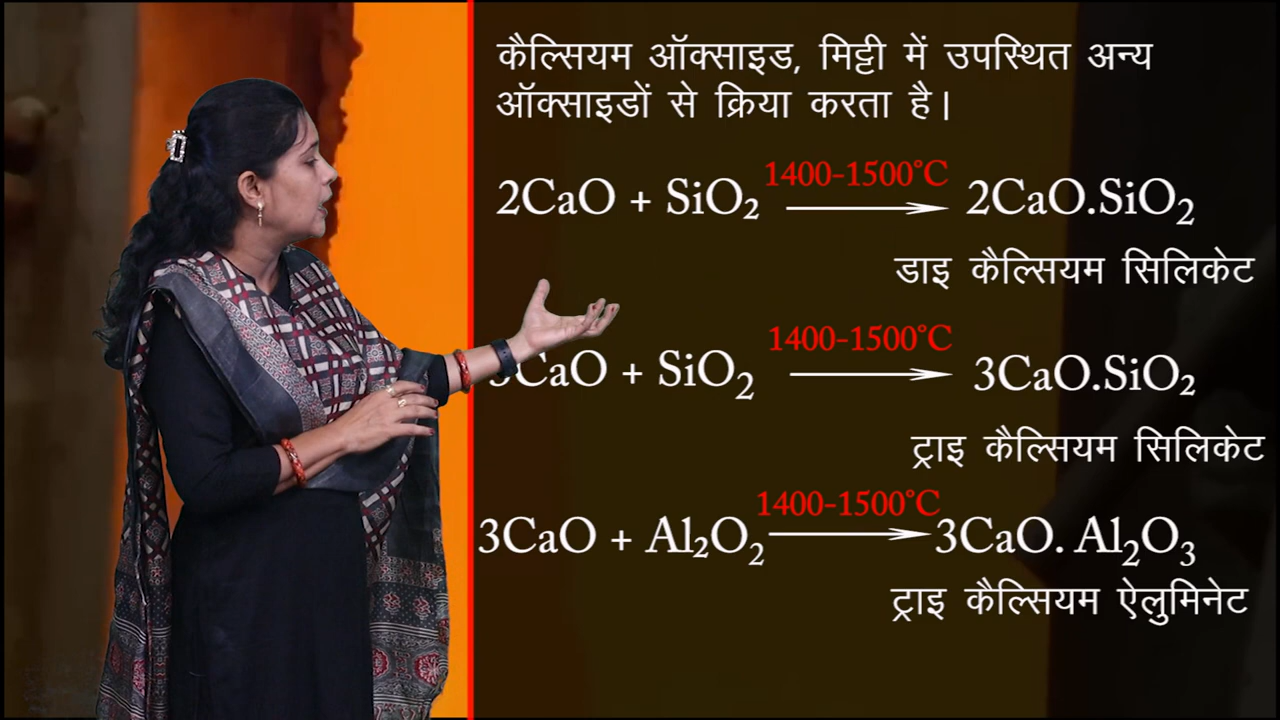 कैल्सियम ऑक्साइड, मिट्टी में उपस्थित अन्य
ऑक्साइडों से क्रिया करता है।
2CaO + SiO₂ 1400-1500°C → 2CaO.SiO₂
डाइ कैल्सियम सिलिकेट
3CaO + SiO₂ 1400-1500°C → 3CaO.SiO₂
ट्राइ कैल्सियम सिलिकेट
3CaO + Al₂O₂ 1400-1500°C → 3CaO. Al₂O₃
ट्राइ कैल्सियम ऐलुमिनेट